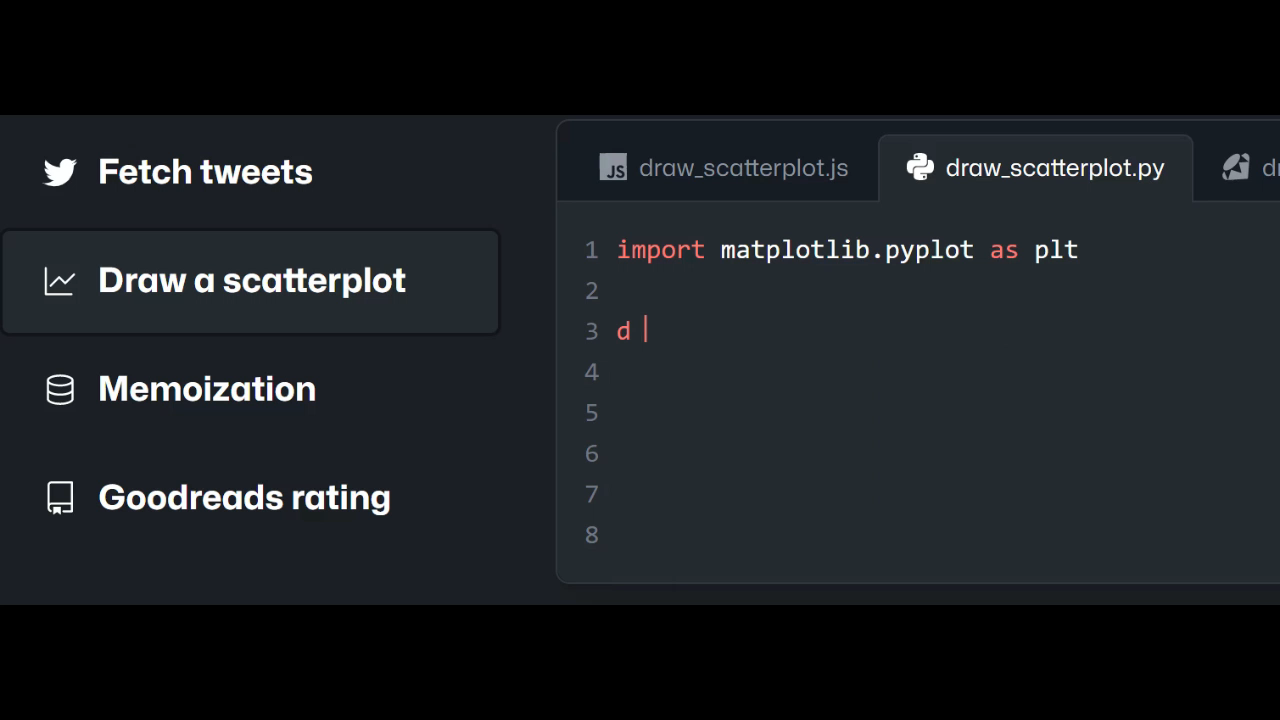 Fetch tweets
Draw a scatterplot
Memoization
Goodreads rating
JS draw_scatterplot.js
draw_scatterplot.py
1 import matplotlib.pyplot as plt
2
3 d
4
5
6
7
8